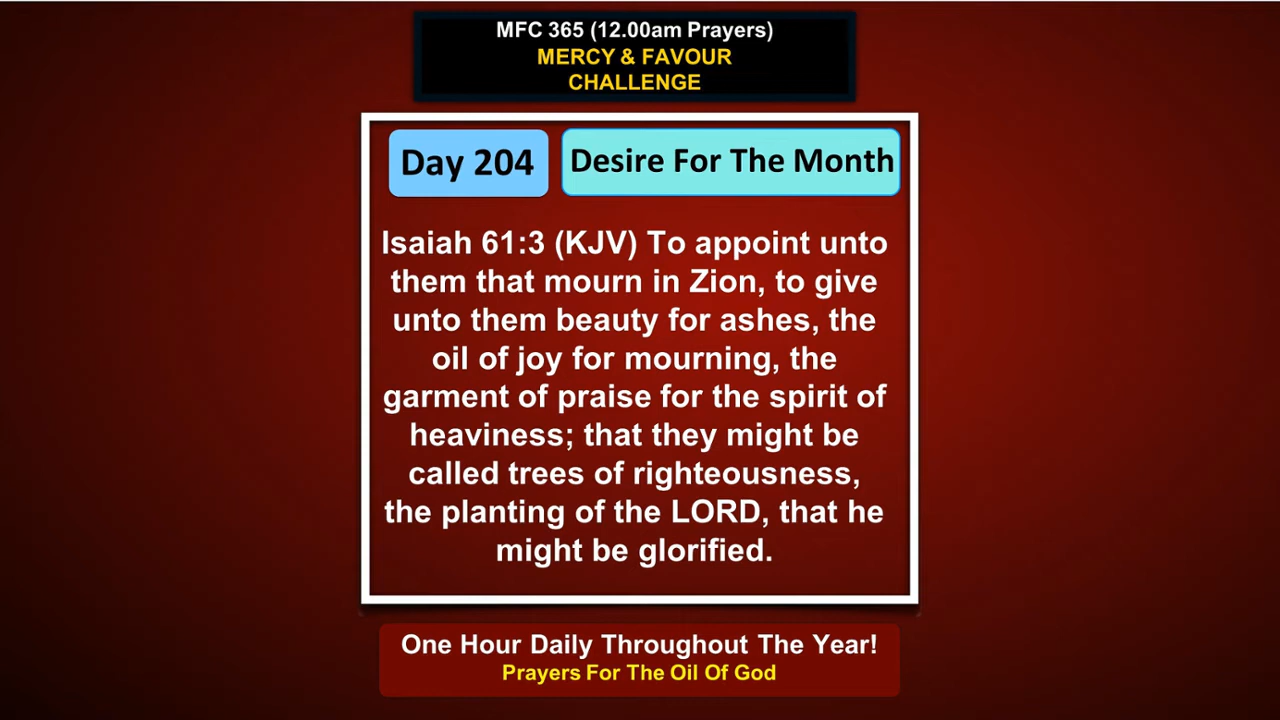 MFC 365 (12.00am Prayers)
MERCY & FAVOUR
CHALLENGE
Day 204
Desire For The Month
Isaiah 61:3 (KJV) To appoint unto
them that mourn in Zion, to give
unto them beauty for ashes, the
oil of joy for mourning, the
garment of praise for the spirit of
heaviness; that they might be
called trees of righteousness,
the planting of the LORD, that he
might be glorified.
One Hour Daily Throughout The Year!
Prayers For The Oil Of God